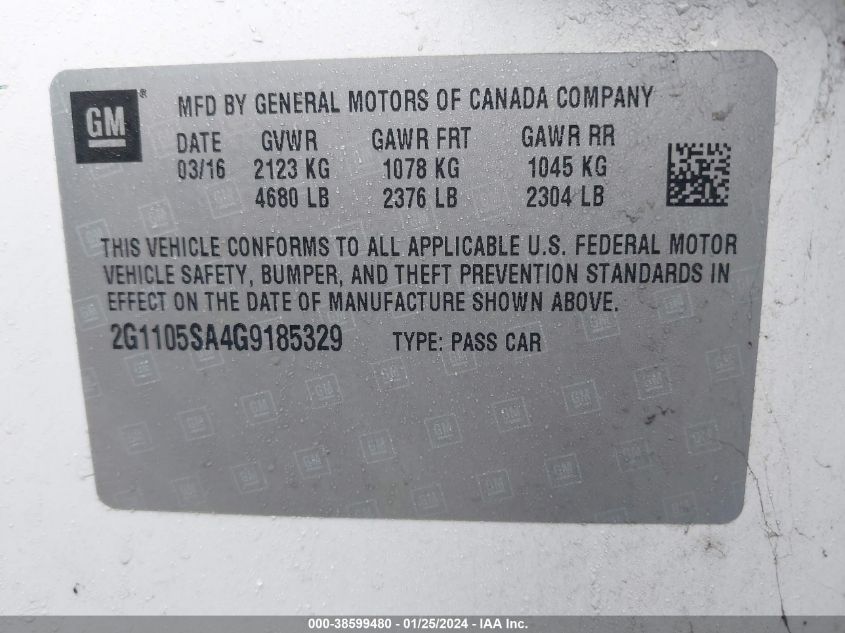 GM ® MFD BY GENERAL MOTORS OF CANADA COMPANY
DATE GVWR GAWR FRT GAWR RR
03/16 2123 KG 1078 KG 1045 KG
4680 LB 2376 LB 2304 LB
THIS VEHICLE CONFORMS TO ALL APPLICABLE U.S. FEDERAL MOTOR
VEHICLE SAFETY, BUMPER, AND THEFT PREVENTION STANDARDS IN
EFFECT ON THE DATE OF MANUFACTURE SHOWN ABOVE.
2G1105SA4G9185329 TYPE: PASS CAR
000-38599480 - 01/25/2024 - IAA Inc.